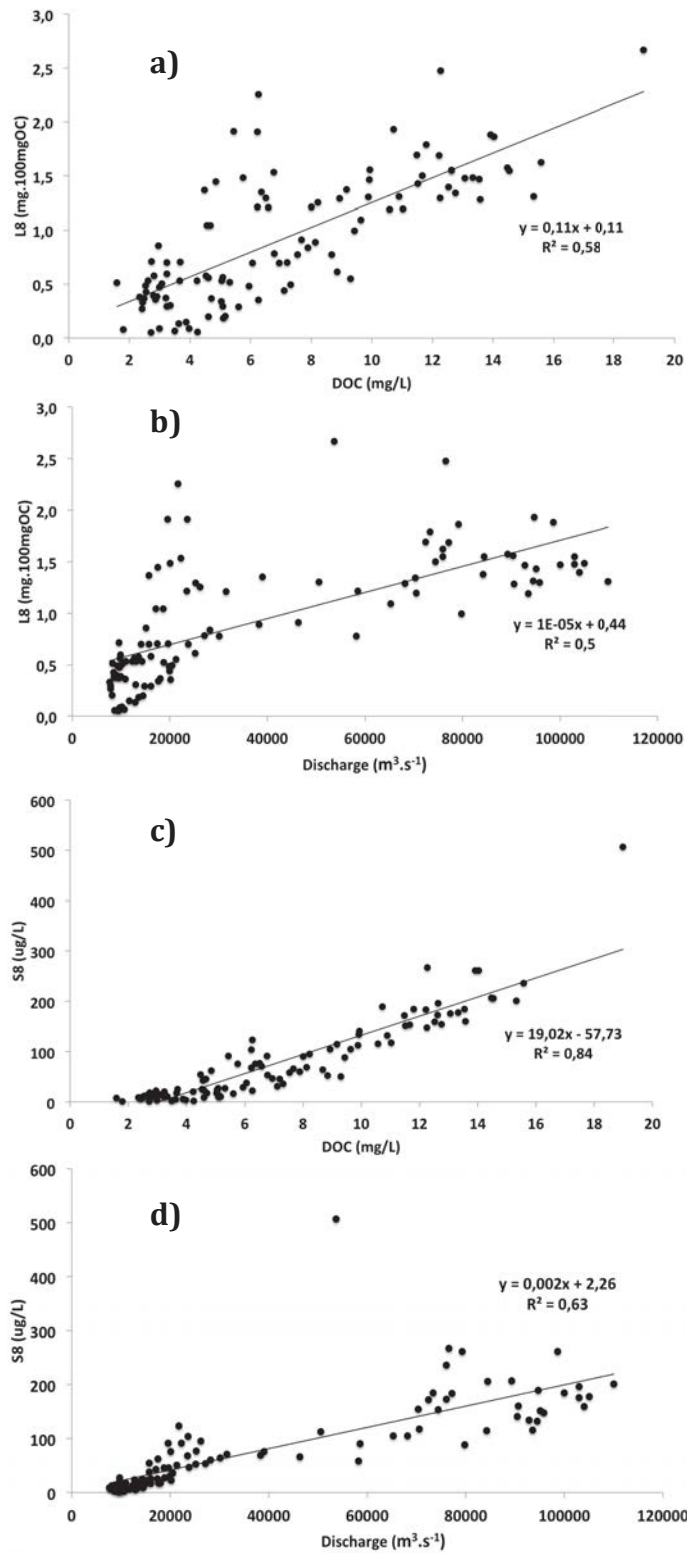 a)
3,0
2,5
2,0
1,5
1,0
0,5
0,0
L8 (mg.100mgOC)
y = 0,11x + 0,11
R² = 0,58
0 2 4 6 8 10 12 14 16 18 20
DOC (mg/L)
b)
3,0
2,5
2,0
1,5
1,0
0,5
0,0
L8 (mg.100mgOC)
y = 1E-05x + 0,44
R² = 0,5
0 20000 40000 60000 80000 100000 120000
Discharge (m³.s⁻¹)
c)
600
500
400
300
200
100
0
S8 (ug/L)
y = 19,02x - 57,73
R² = 0,84
0 2 4 6 8 10 12 14 16 18 20
DOC (mg/L)
d)
600
500
400
300
200
100
0
S8 (ug/L)
y = 0,002x + 2,26
R² = 0,63
0 20000 40000 60000 80000 100000 120000
Discharge (m³.s⁻¹)